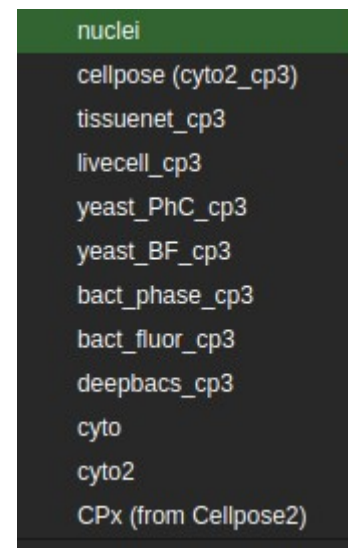 nuclei
cellpose (cyto2_cp3)
tissuenet_cp3
livecell_cp3
yeast_PhC_cp3
yeast_BF_cp3
bact_phase_cp3
bact_fluor_cp3
deepbacs_cp3
cyto
cyto2
CPx (from Cellpose2)